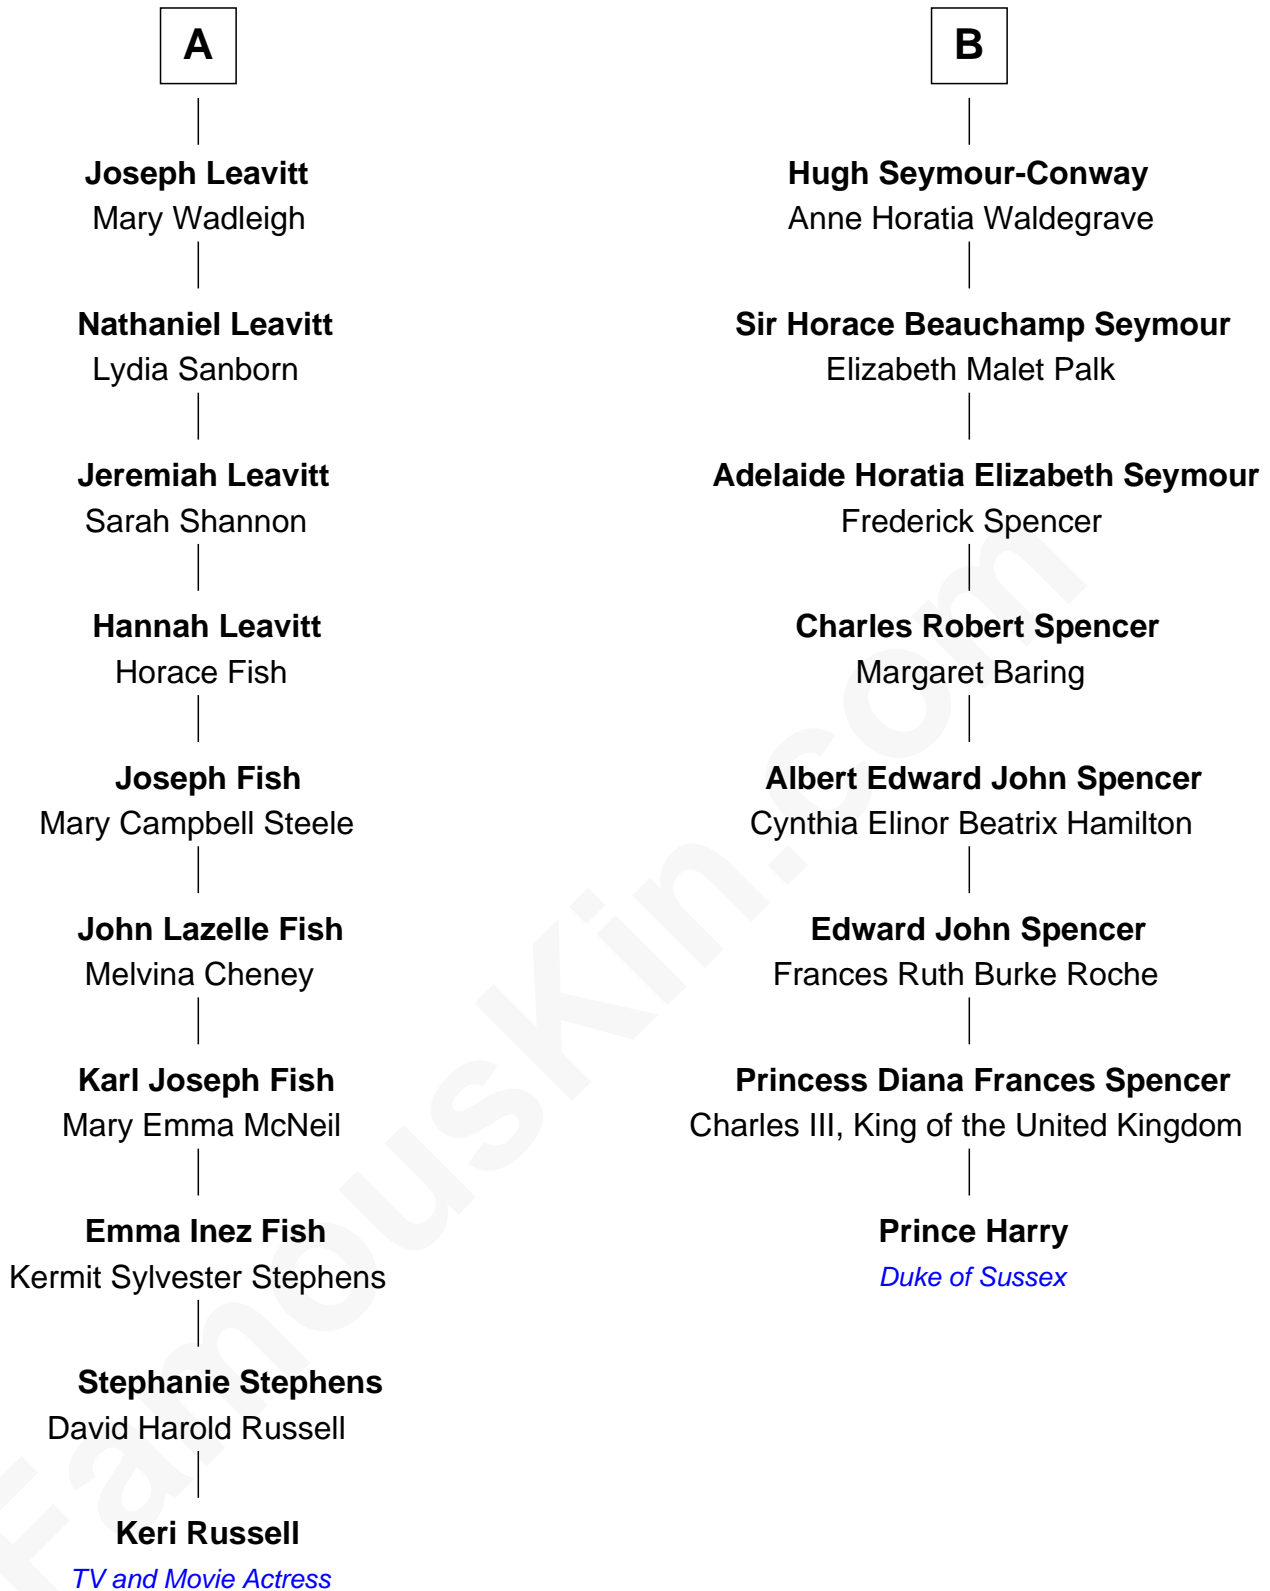 A
Joseph Leavitt
Mary Wadleigh
Nathaniel Leavitt
Lydia Sanborn
Jeremiah Leavitt
Sarah Shannon
Hannah Leavitt
Horace Fish
Joseph Fish
Mary Campbell Steele
John Lazelle Fish
Melvina Cheney
Karl Joseph Fish
Mary Emma McNeil
Emma Inez Fish
Kermit Sylvester Stephens
Stephanie Stephens
David Harold Russell
Keri Russell
TV and Movie Actress
B
Hugh Seymour-Conway
Anne Horatia Waldegrave
Sir Horace Beauchamp Seymour
Elizabeth Malet Palk
Adelaide Horatia Elizabeth Seymour
Frederick Spencer
Charles Robert Spencer
Margaret Baring
Albert Edward John Spencer
Cynthia Elinor Beatrix Hamilton
Edward John Spencer
Frances Ruth Burke Roche
Princess Diana Frances Spencer
Charles III, King of the United Kingdom
Prince Harry
Duke of Sussex
FamousKin.com